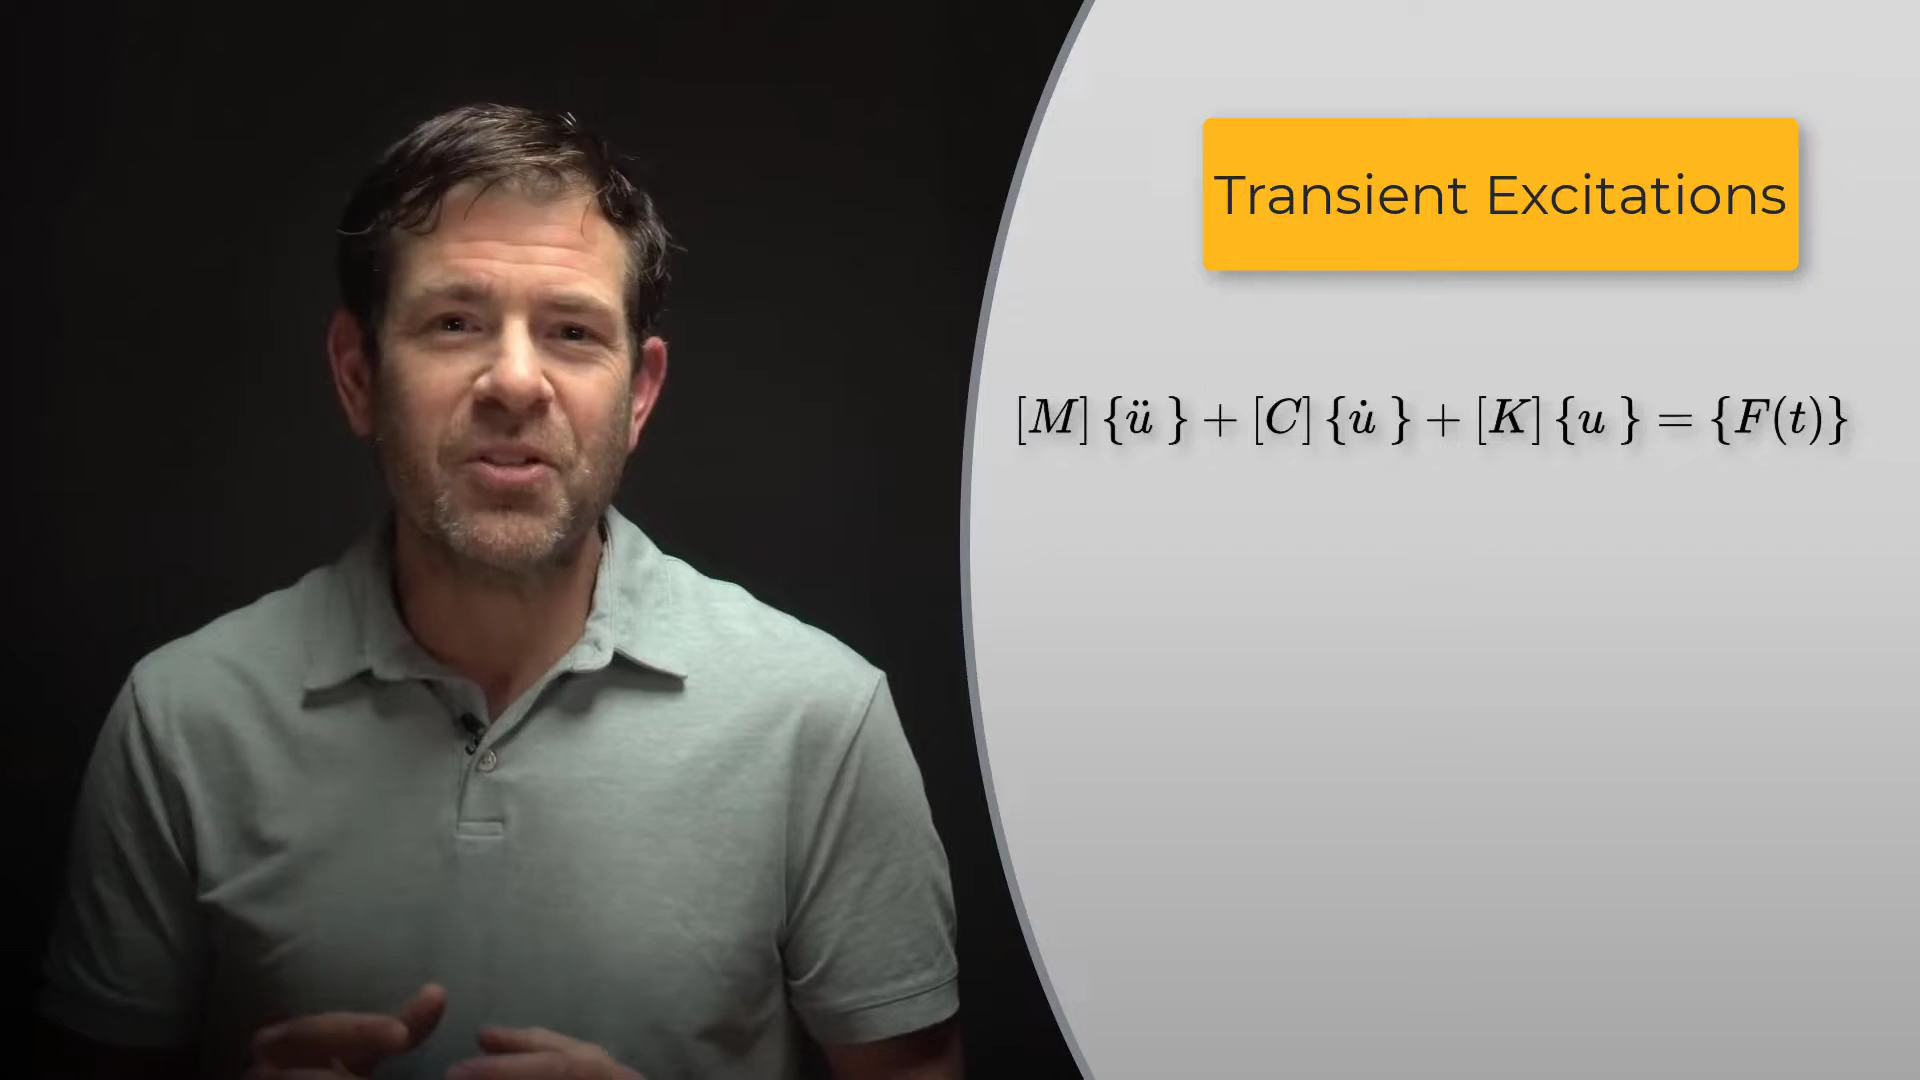 Transient Excitations
[M] {ü } + [C] {u̇ } + [K] {u } = {F(t)}